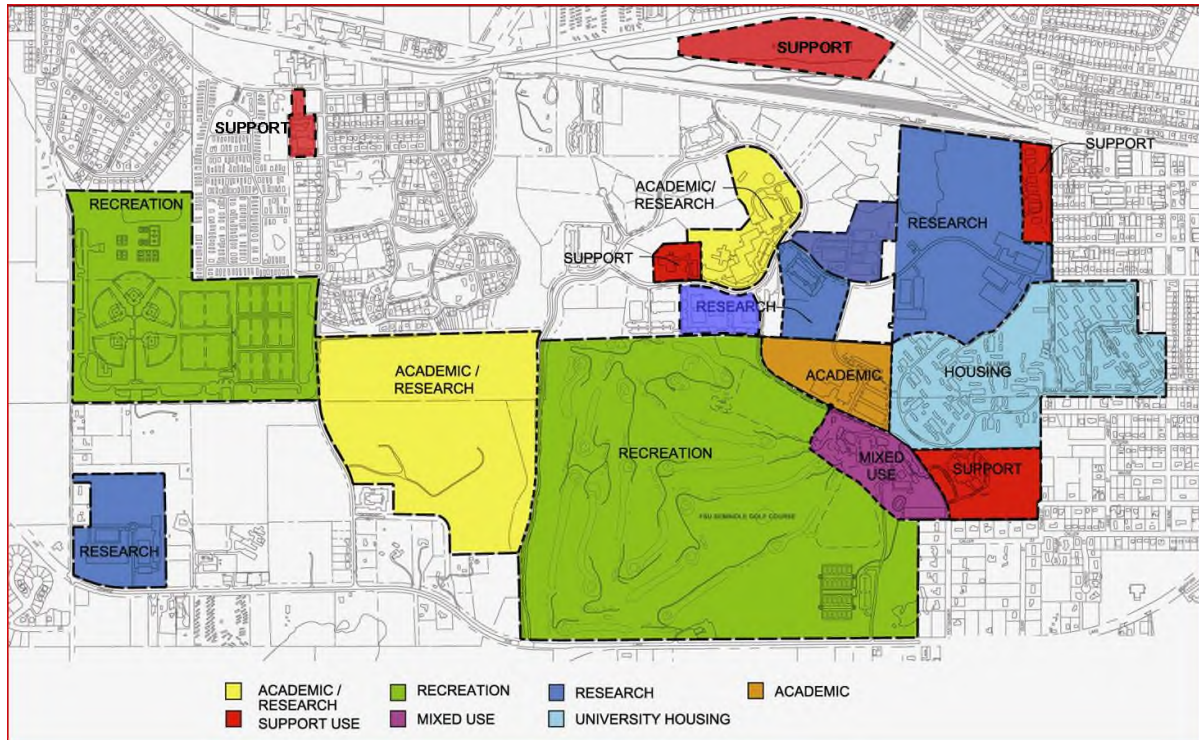 SUPPORT
SUPPORT
SUPPORT
ACADEMIC/
RESEARCH
RECREATION
RESEARCH
SUPPORT
RESEARCH
ACADEMIC /
RESEARCH
ACADEMIC
HOUSING
RECREATION
MIXED
USE
SUPPORT
FSU SEMINOLE GOLF COURSE
RESEARCH
ACADEMIC /
RESEARCH
RECREATION
RESEARCH
ACADEMIC
SUPPORT USE
MIXED USE
UNIVERSITY HOUSING